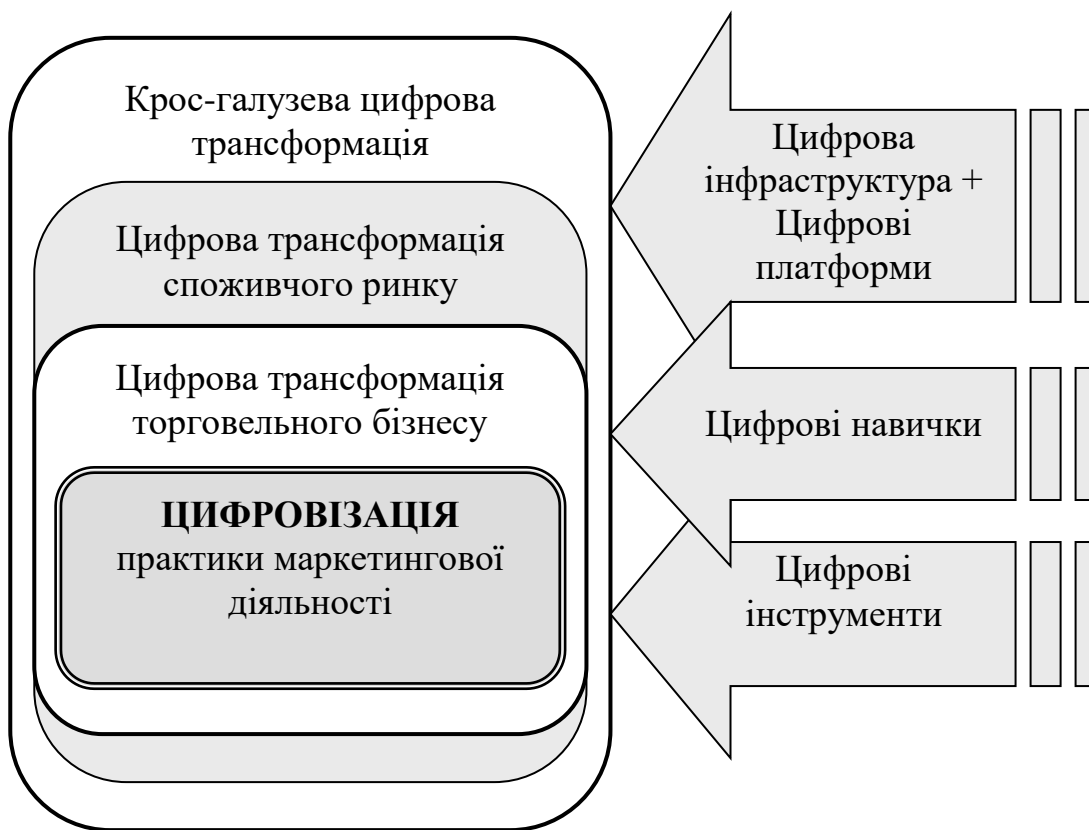 Крос-галузева цифрова
трансформація
Цифрова трансформація
споживчого ринку
Цифрова трансформація
торговельного бізнесу
ЦИФРОВІЗАЦІЯ
практики маркетингової
діяльності
Цифрова
інфраструктура +
Цифрові
платформи
Цифрові навички
Цифрові
інструменти